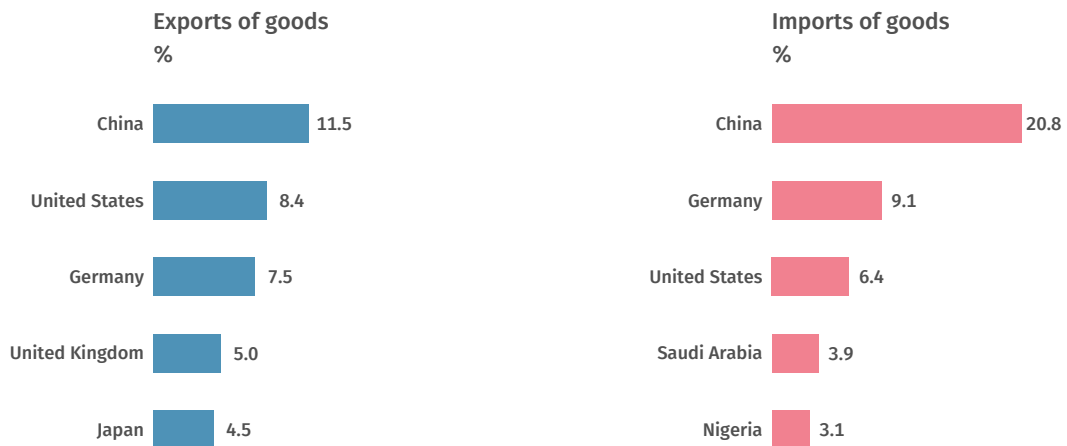 Exports of goods
%
China 11.5
United States 8.4
Germany 7.5
United Kingdom 5.0
Japan 4.5
Imports of goods
%
China 20.8
Germany 9.1
United States 6.4
Saudi Arabia 3.9
Nigeria 3.1